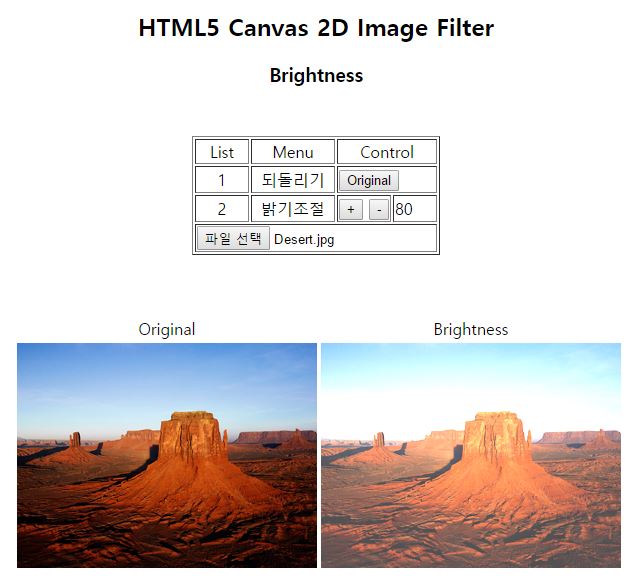 HTML5 Canvas 2D Image Filter
Brightness
List Menu Control
1 되돌리기 Original
2 밝기조절 + - 80
파일 선택 Desert.jpg
Original Brightness